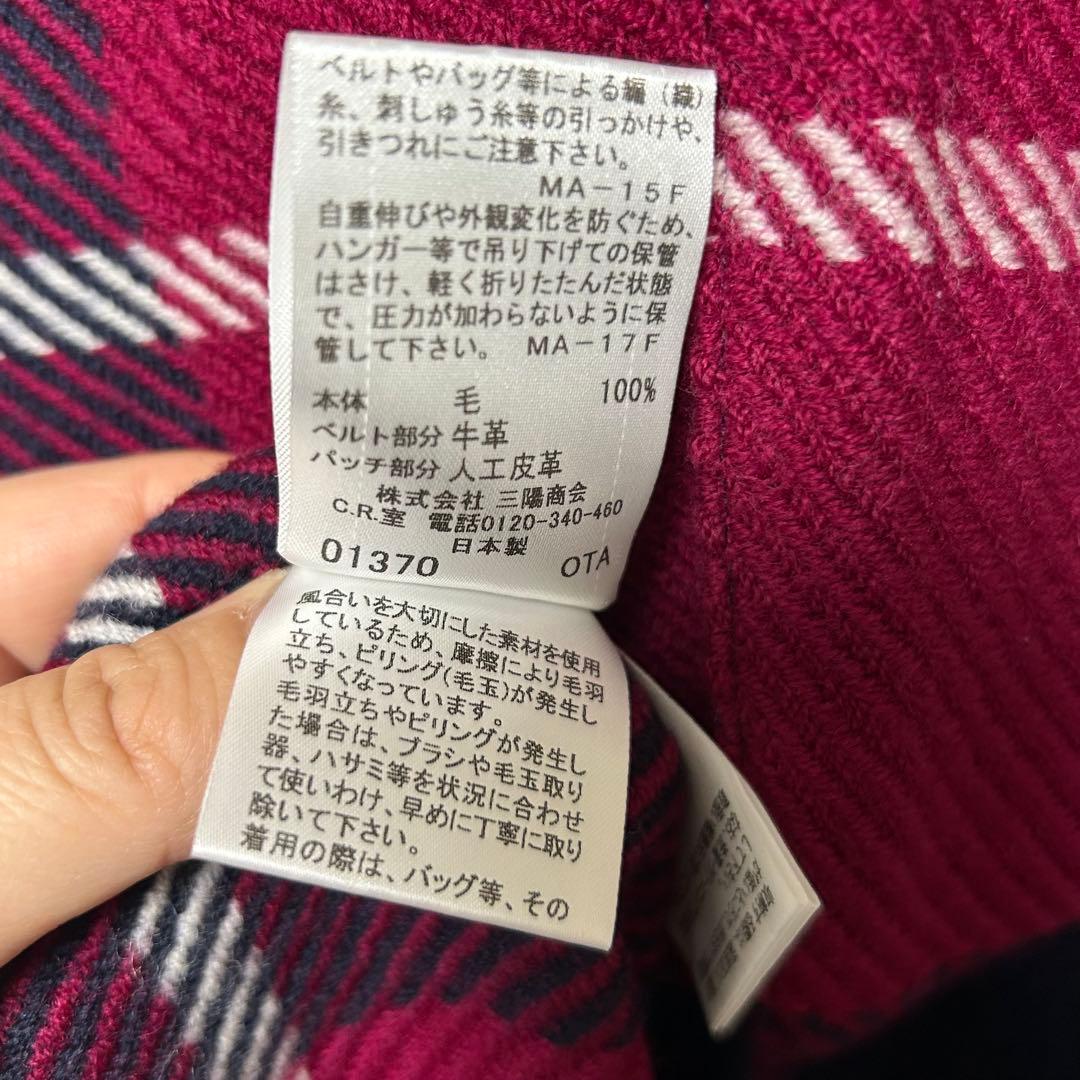 ベルトやバッグ等による編(織)
糸、刺しゅう糸等の引っかけや、
引きつれにご注意下さい。
MA-15F
自重伸びや外観変化を防ぐため、
ハンガー等で吊り下げての保管
はさけ、軽く折りたたんだ状態
で、圧力が加わらないように保
管して下さい。 MA-17F
本体 毛 100%
ベルト部分 牛革
パッチ部分 人工皮革
株式会社 三陽商会
C.R.室 電話0120-340-460
日本製
01370 OTA
風合いを大切にした素材を使用
しているため、摩擦により毛羽
立ち、ピリング(毛玉)が発生し
やすくなっています。
毛羽立ちやピリングが発生し
た場合は、ブラシや毛玉取り
器、ハサミ等を状況に合わせ
て使いわけ、早めに丁寧に取り
除いて下さい。
着用の際は、バッグ等、その